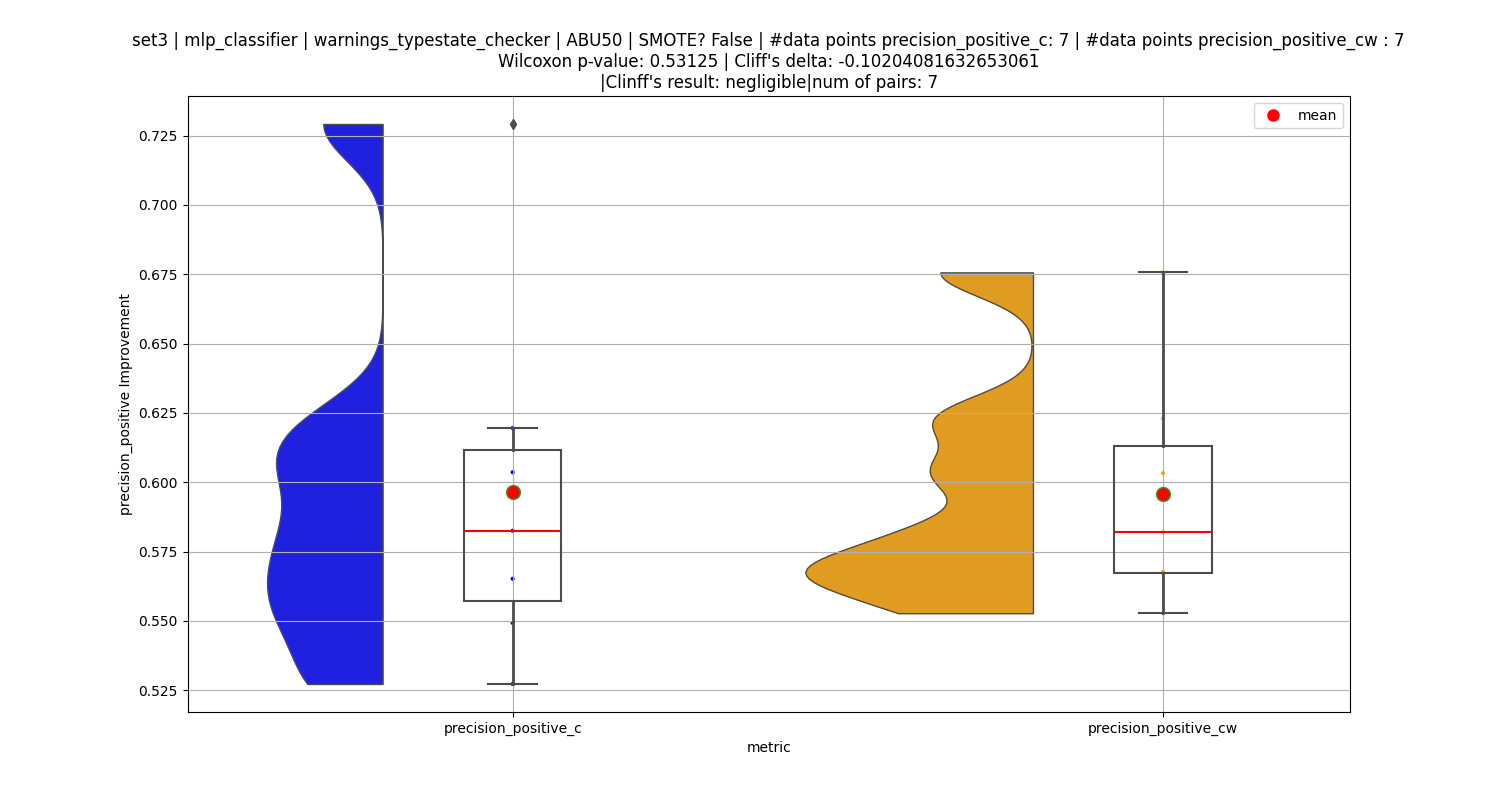 set3 | mlp_classifier | warnings_typestate_checker | ABU50 | SMOTE? False | #data points precision_positive_c: 7 | #data points precision_positive_cw : 7
Wilcoxon p-value: 0.53125 | Cliff's delta: -0.10204081632653061
|Clinff's result: negligible|num of pairs: 7
mean
0.725
0.700
0.675
0.650
0.625
0.600
0.575
0.550
0.525
precision_positive Improvement
precision_positive_c
precision_positive_cw
metric